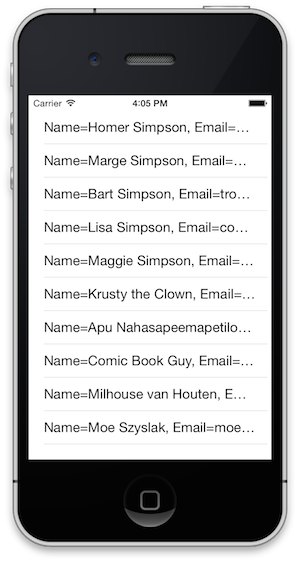 Carrier 4:05 PM
Name=Homer Simpson, Email=...
Name=Marge Simpson, Email=...
Name=Bart Simpson, Email=tro...
Name=Lisa Simpson, Email=co...
Name=Maggie Simpson, Email=...
Name=Krusty the Clown, Email=...
Name=Apu Nahasapeemapetilo...
Name=Comic Book Guy, Email=...
Name=Milhouse van Houten, E...
Name=Moe Szyslak, Email=moe...